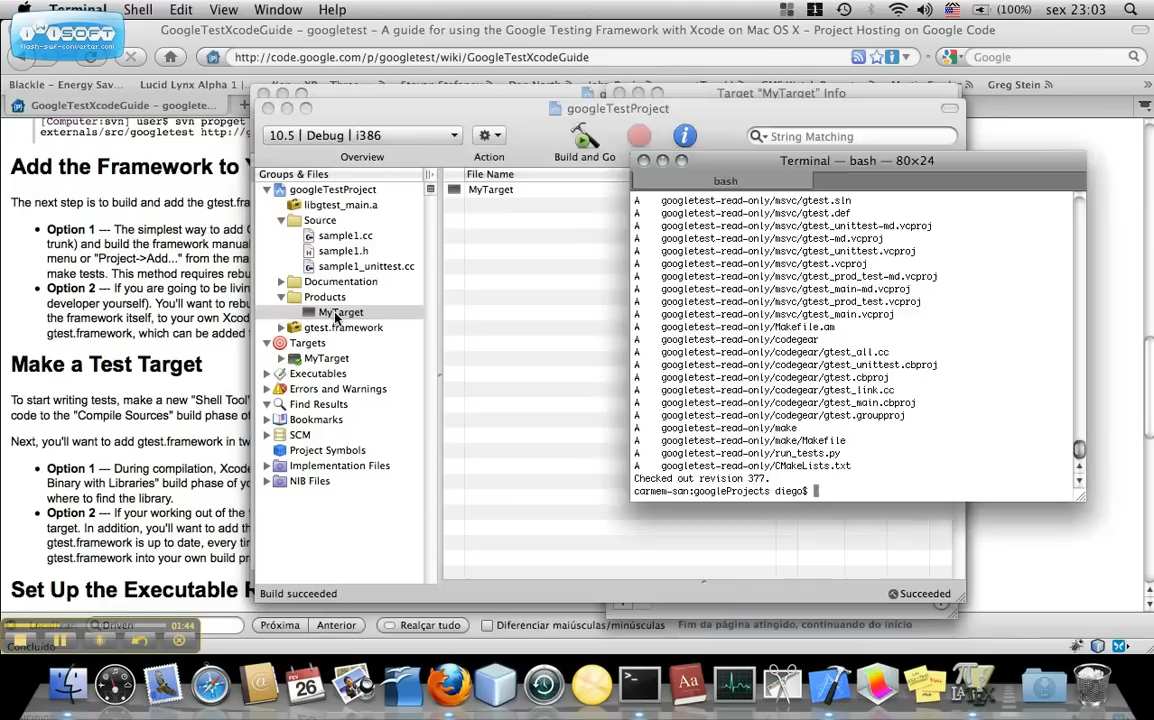 Terminal Shell Edit View Window Help
(100%) sex 23:03
iWiSOFT
flash-swf-converter.com
GoogleTestXcodeGuide - googletest - A guide for using the Google Testing Framework with Xcode on Mac OS X - Project Hosting on Google Code
http://code.google.com/p/googletest/wiki/GoogleTestXcodeGuide
Google
Blackle – Energy Sav...
Lucid Lynx Alpha 1 |
Greg Stein
GoogleTestXcodeGuide - googlete...
Target "MyTarget" Info
[Computer:svn] user$ svn propget
externals/src/googletest http://g
Add the Framework to Y
The next step is to build and add the gtest.fra
Option 1 --- The simplest way to add G
trunk) and build the framework manual
menu or "Project->Add..." from the ma
make tests. This method requires rebu
Option 2 --- If you are going to be livin
developer yourself). You'll want to rebu
the framework itself, to your own Xcod
gtest.framework, which can be added t
Make a Test Target
To start writing tests, make a new "Shell Tool"
code to the "Compile Sources" build phase of
Next, you'll want to add gtest.framework in tw
Option 1 --- During compilation, Xcode
Binary with Libraries" build phase of yo
where to find the library.
Option 2 --- If your working out of the
target. In addition, you'll want to add th
gtest.framework is up to date, every tim
gtest.framework into your own build pr
Set Up the Executable R
googleTestProject
10.5 | Debug | i386
String Matching
Overview
Action
Build and Go
Groups & Files
File Name
googleTestProject
MyTarget
libgtest_main.a
Source
sample1.cc
sample1.h
sample1_unittest.cc
Documentation
Products
MyTarget
gtest.framework
Targets
MyTarget
Executables
Errors and Warnings
Find Results
Bookmarks
SCM
Project Symbols
Implementation Files
NIB Files
Build succeeded
Succeeded
Terminal — bash — 80×24
bash
A googletest-read-only/msvc/gtest.sln
A googletest-read-only/msvc/gtest.def
A googletest-read-only/msvc/gtest_unittest-md.vcproj
A googletest-read-only/msvc/gtest-md.vcproj
A googletest-read-only/msvc/gtest_unittest.vcproj
A googletest-read-only/msvc/gtest.vcproj
A googletest-read-only/msvc/gtest_prod_test-md.vcproj
A googletest-read-only/msvc/gtest_main-md.vcproj
A googletest-read-only/msvc/gtest_prod_test.vcproj
A googletest-read-only/msvc/gtest_main.vcproj
A googletest-read-only/Makefile.am
A googletest-read-only/codegear
A googletest-read-only/codegear/gtest_all.cc
A googletest-read-only/codegear/gtest_unittest.cbproj
A googletest-read-only/codegear/gtest.cbproj
A googletest-read-only/codegear/gtest_link.cc
A googletest-read-only/codegear/gtest_main.cbproj
A googletest-read-only/codegear/gtest.groupproj
A googletest-read-only/make
A googletest-read-only/make/Makefile
A googletest-read-only/run_tests.py
A googletest-read-only/CMakeLists.txt
Checked out revision 377.
carmem-san:googleProjects diego$
01:44
Driven
Próxima
Anterior
Realçar tudo
Diferenciar maiúsculas/minúsculas
Fim da página atingido, continuando do início
Concluído
FEV
26